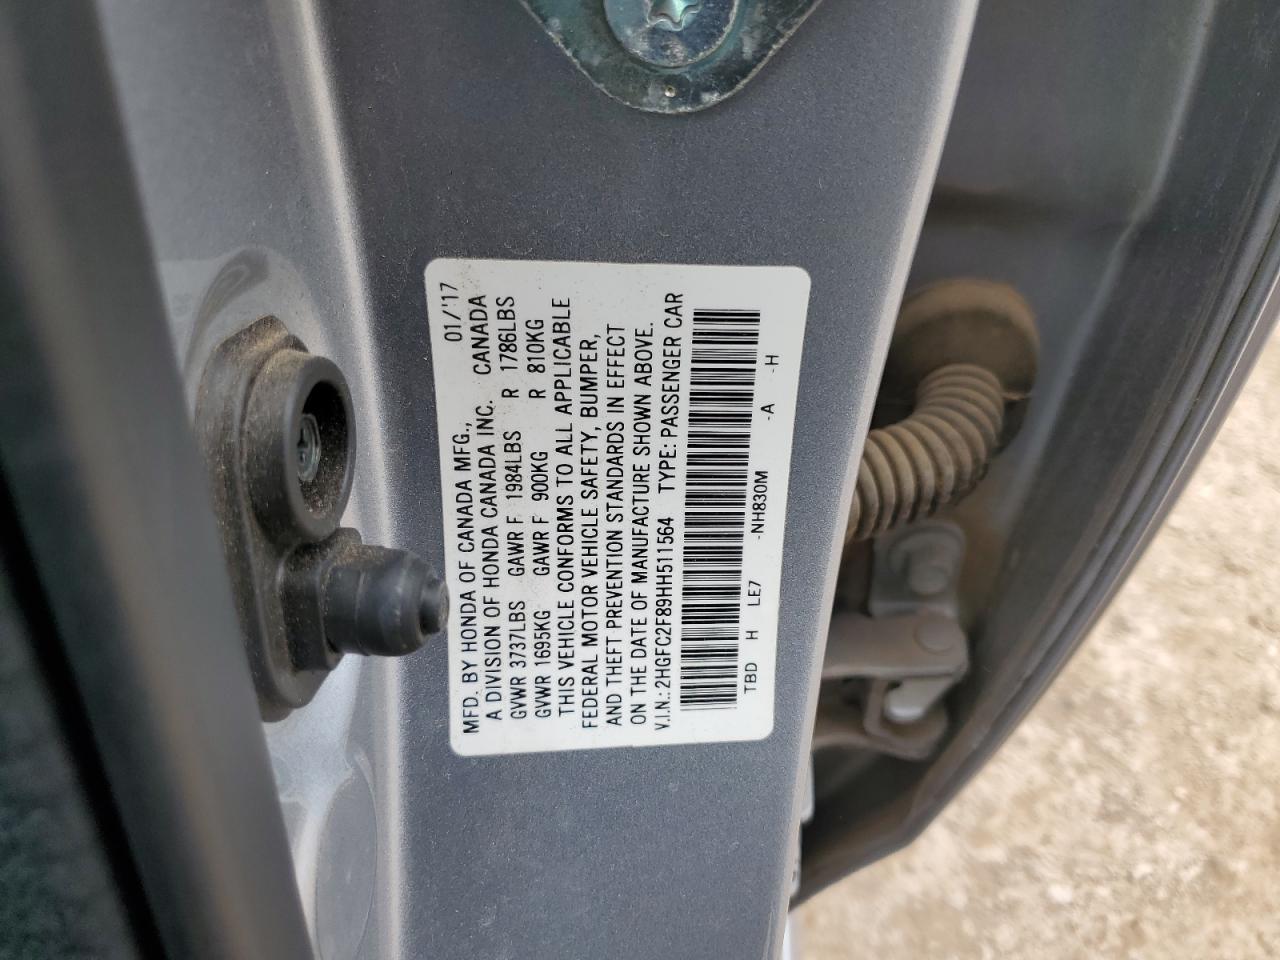 MFD. BY HONDA OF CANADA MFG., 01/'17
A DIVISION OF HONDA CANADA INC. CANADA
GVWR 3737LBS GAWR F 1984LBS R 1786LBS
GVWR 1695KG GAWR F 900KG R 810KG
THIS VEHICLE CONFORMS TO ALL APPLICABLE
FEDERAL MOTOR VEHICLE SAFETY, BUMPER,
AND THEFT PREVENTION STANDARDS IN EFFECT
ON THE DATE OF MANUFACTURE SHOWN ABOVE.
V.I.N.: 2HGFC2F89HH511564 TYPE: PASSENGER CAR
TBD H LE7 -NH830M -A -H